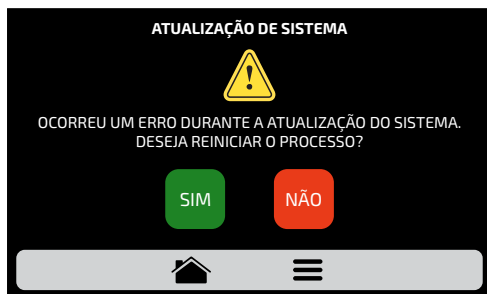 ATUALIZAÇÃO DE SISTEMA
OCORREU UM ERRO DURANTE A ATUALIZAÇÃO DO SISTEMA.
DESEJA REINICIAR O PROCESSO?
SIM
NÃO